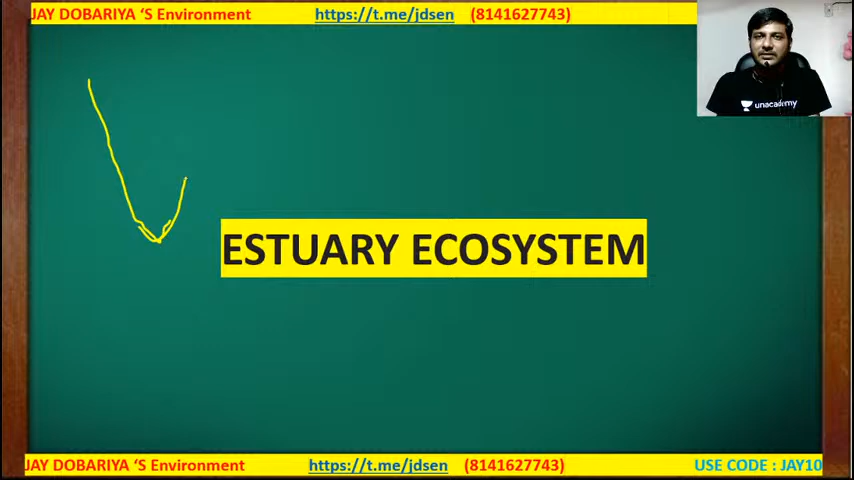 JAY DOBARIYA ‘S Environment https://t.me/jdsen (8141627743)
unacademy
ESTUARY ECOSYSTEM
JAY DOBARIYA ‘S Environment https://t.me/jdsen (8141627743) USE CODE : JAY10